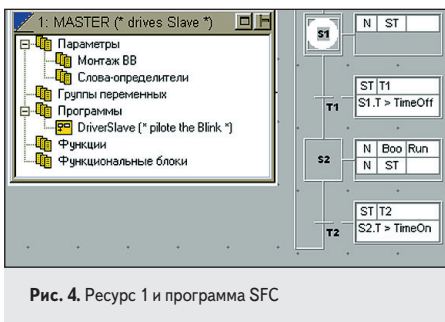 1: MASTER (* drives Slave *)
Параметры
Монтаж ВВ
Слова-определители
Группы переменных
Программы
DriverSlave (* pilote the Blink *)
Функции
Функциональные блоки
S1
N ST
T1
ST T1
S1.T > TimeOff
S2
N Boo Run
N ST
T2
ST T2
S2.T > TimeOn
Рис. 4. Ресурс 1 и программа SFC